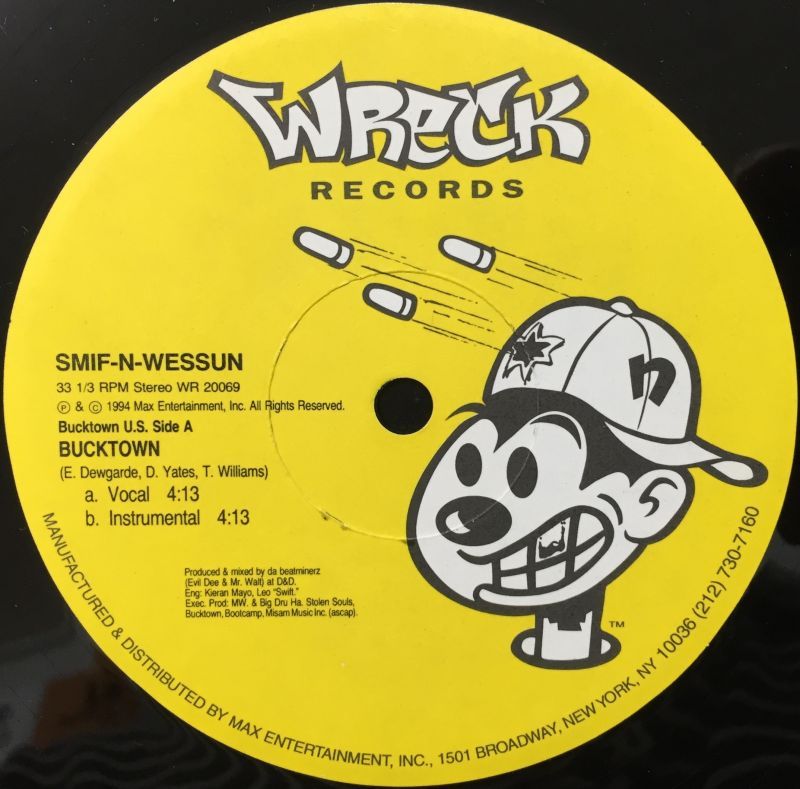 WRECK
RECORDS
n
SMIF-N-WESSUN
33 1/3 RPM Stereo WR 20069
Ⓟ & © 1994 Max Entertainment, Inc. All Rights Reserved.
Bucktown U.S. Side A
BUCKTOWN
(E. Dewgarde, D. Yates, T. Williams)
a. Vocal 4:13
b. Instrumental 4:13
Produced & mixed by da beatminerz
(Evil Dee & Mr. Walt) at D&D.
Eng: Kieran Mayo, Leo "Swift."
Exec. Prod: MW. & Big Dru Ha. Stolen Souls,
Bucktown, Bootcamp, Misam Music Inc. (ascap).
TM
MANUFACTURED & DISTRIBUTED BY MAX ENTERTAINMENT, INC., 1501 BROADWAY, NEW YORK, NY 10036 (212) 730-7160